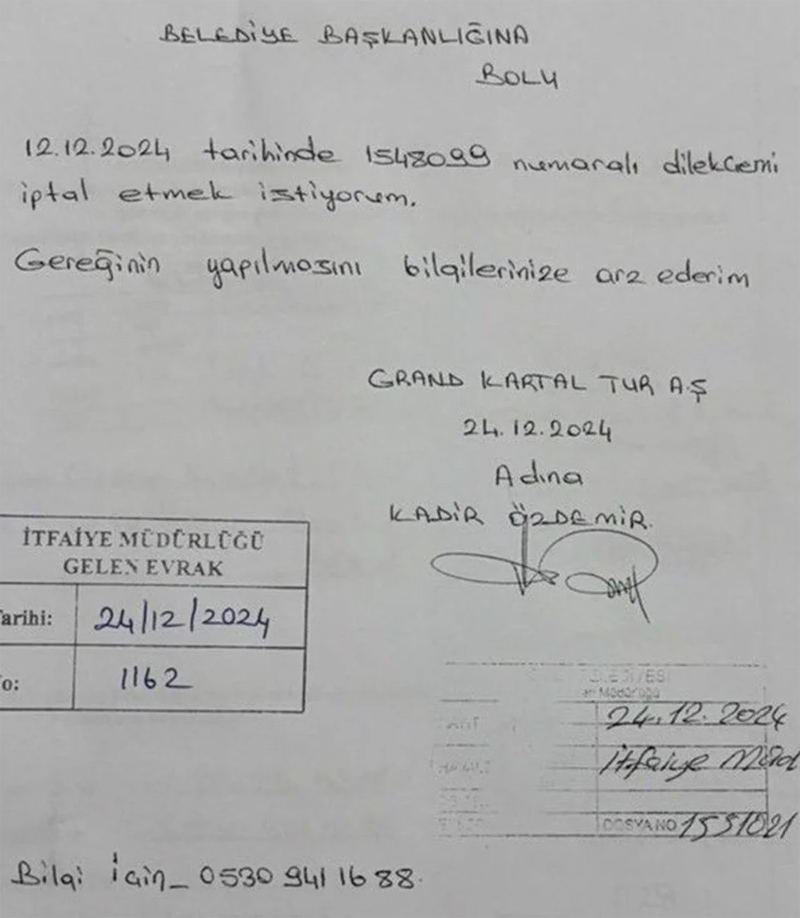 BELEDİYE BAŞKANLIĞINA
BOLU
12.12.2024 tarihinde 1548099 numaralı dilekcemi
iptal etmek istiyorum.
Gereğinin yapılmasını bilgilerinize arz ederim
GRAND KARTAL TUR A.Ş
24.12.2024
Adına
KADİR ÖZDEMİR.
İTFAİYE MÜDÜRLÜĞÜ
GELEN EVRAK
arihi: 24/12/2024
o: 1162
24.12.2024
İtfaiye Müd
DOSYA NO 1551021
Bilgi İçin_ 0530 941 16 88.